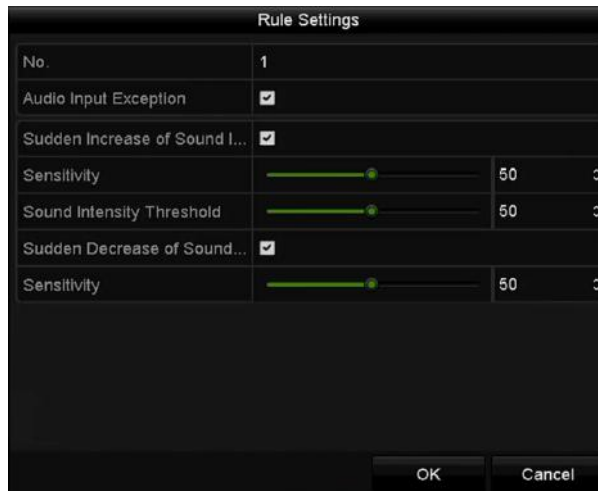 Rule Settings
No. 1
Audio Input Exception
Sudden Increase of Sound I...
Sensitivity 50
Sound Intensity Threshold 50
Sudden Decrease of Sound...
Sensitivity 50
OK Cancel